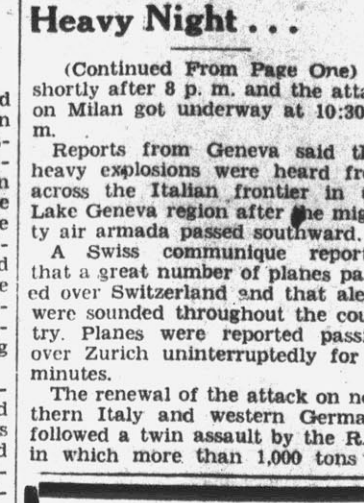 Heavy Night . . .
(Continued From Page One)
shortly after 8 p. m. and the atta
on Milan got underway at 10:30
m.
Reports from Geneva said th
heavy explosions were heard fro
across the Italian frontier in
Lake Geneva region after he mig
ty air armada passed southward.
A Swiss communique report
that a great number of planes pa
ed over Switzerland and that ale
were sounded throughout the cou
try. Planes were reported passi
over Zurich uninterruptedly for
minutes.
The renewal of the attack on no
thern Italy and western Germa
followed a twin assault by the R.
in which more than 1,000 tons